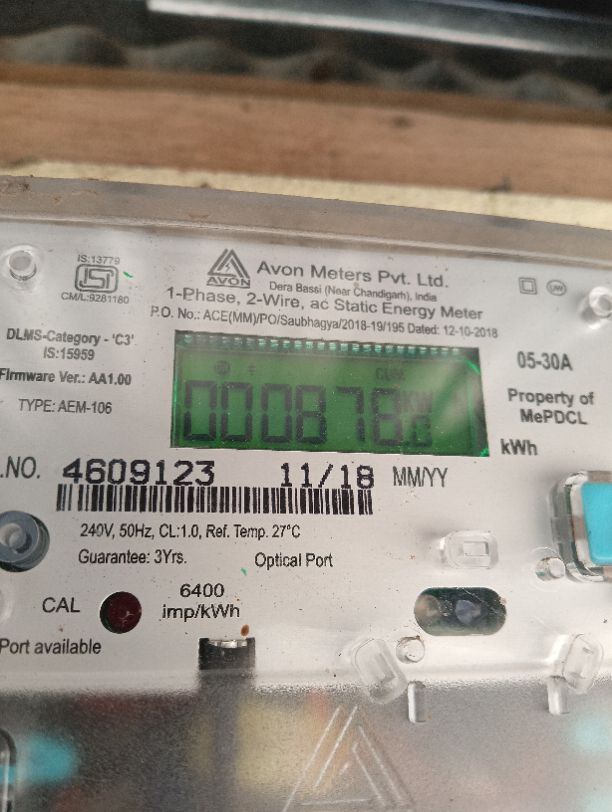 IS:13779
ISI
CM/L:9281180
AVON
Avon Meters Pvt. Ltd.
Dera Bassi (Near Chandigarh), India
1-Phase, 2-Wire, ac Static Energy Meter
P.O. No.: ACE(MM)/PO/Saubhagya/2018-19/195 Dated: 12-10-2018
DLMS-Category - 'C3'
IS:15959
Firmware Ver.: AA1.00
TYPE: AEM-106
CUM
000878
KW
05-30A
Property of
MePDCL
kWh
.NO. 4609123 11/18 MM/YY
240V, 50Hz, CL:1.0, Ref. Temp. 27°C
Guarantee: 3Yrs. Optical Port
CAL
6400
imp/kWh
Port available